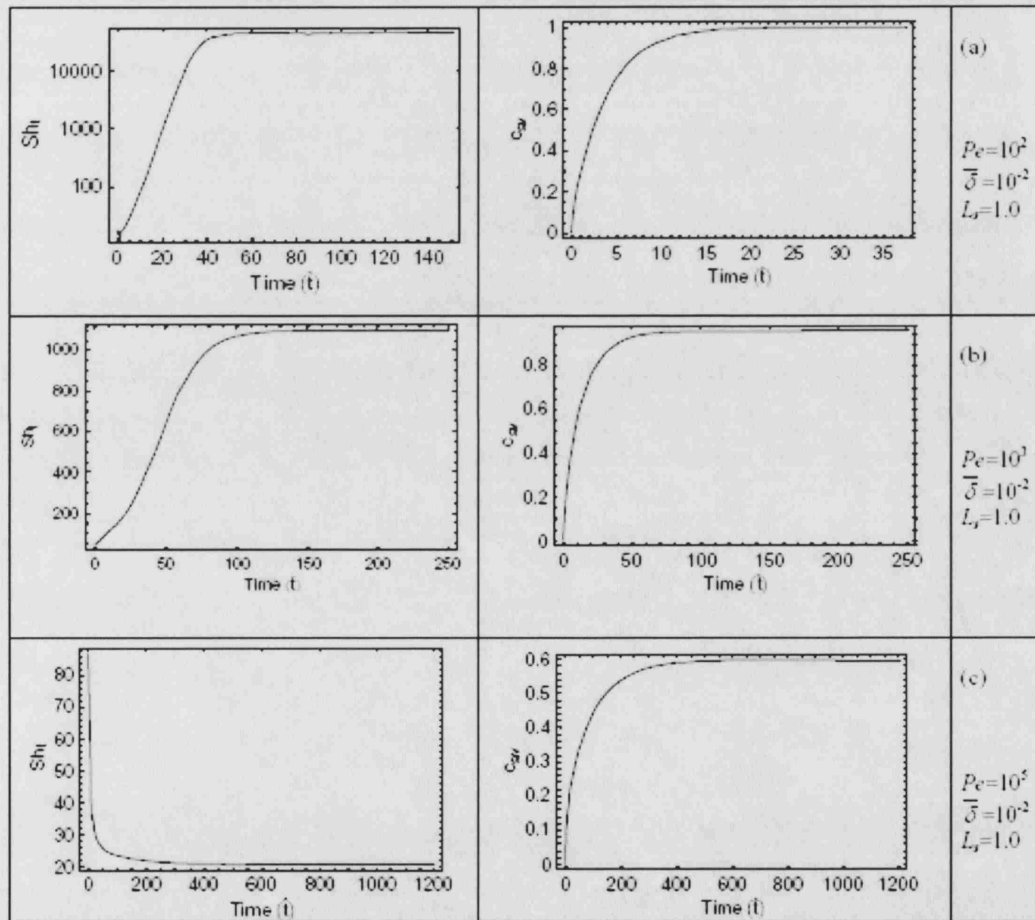 Sh_l
10000
1000
100
0 20 40 60 80 100 120 140
Time (t)
c_av
1
0.8
0.6
0.4
0.2
0
0 5 10 15 20 25 30 35
Time (t)
(a)
Pe=10²
δ̅=10⁻²
Lₛ=1.0
Sh_l
1000
800
600
400
200
0 50 100 150 200 250
Time (t)
c_av
0.8
0.6
0.4
0.2
0
0 50 100 150 200 250
Time (t)
(b)
Pe=10³
δ̅=10⁻²
Lₛ=1.0
Sh_l
80
70
60
50
40
30
20
0 200 400 600 800 1000 1200
Time (t)
c_av
0.6
0.5
0.4
0.3
0.2
0.1
0
0 200 400 600 800 1000 1200
Time (t)
(c)
Pe=10⁵
δ̅=10⁻²
Lₛ=1.0